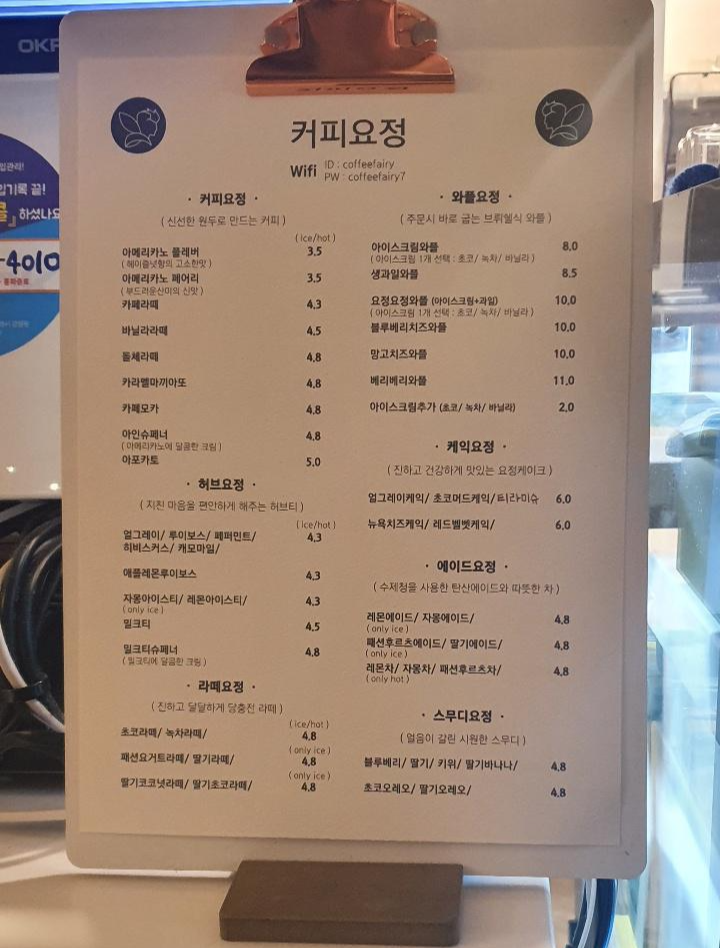 OKP
입기록 끝!
하셨나요
-4010
커피요정
Wifi ID : coffeefairy
PW : coffeefairy7
· 커피요정 ·
( 신선한 원두로 만드는 커피 )
( ice/hot )
아메리카노 플레버 3.5
( 헤이즐넛향의 고소한맛 )
아메리카노 페어리 3.5
( 부드러운산미의 신맛 )
카페라떼 4.3
바닐라라떼 4.5
돌체라떼 4.8
카라멜마끼아또 4.8
카페모카 4.8
아인슈페너 4.8
( 아메리카노에 달콤한 크림 )
아포카토 5.0
· 허브요정 ·
( 지친 마음을 편안하게 해주는 허브티 )
( ice/hot )
얼그레이/ 루이보스/ 페퍼민트/ 4.3
히비스커스/ 캐모마일/
애플레몬루이보스 4.3
자몽아이스티/ 레몬아이스티/ 4.3
( only ice )
밀크티 4.5
밀크티슈페너 4.8
( 밀크티에 달콤한 크림 )
· 라떼요정 ·
( 진하고 달달하게 당충전 라떼 )
( ice/hot )
초코라떼/ 녹차라떼/ 4.8
( only ice )
패션요거트라떼/ 딸기라떼/ 4.8
( only ice )
딸기코코넛라떼/ 딸기초코라떼/ 4.8
· 와플요정 ·
( 주문시 바로 굽는 브뤼쉘식 와플 )
아이스크림와플 8.0
( 아이스크림 1개 선택 : 초코/ 녹차/ 바닐라 )
생과일와플 8.5
요정요정와플 (아이스크림+과일) 10.0
( 아이스크림 1개 선택 : 초코/ 녹차/ 바닐라 )
블루베리치즈와플 10.0
망고치즈와플 10.0
베리베리와플 11.0
아이스크림추가 (초코/ 녹차/ 바닐라) 2.0
· 케익요정 ·
( 진하고 건강하게 맛있는 요정케이크 )
얼그레이케익/ 초코머드케익/ 티라미슈 6.0
뉴욕치즈케익/ 레드벨벳케익/ 6.0
· 에이드요정 ·
( 수제청을 사용한 탄산에이드와 따뜻한 차 )
레몬에이드/ 자몽에이드/ 4.8
( only ice )
패션후르츠에이드/ 딸기에이드/ 4.8
( only ice )
레몬차/ 자몽차/ 패션후르츠차/ 4.8
( only hot )
· 스무디요정 ·
( 얼음이 갈린 시원한 스무디 )
블루베리/ 딸기/ 키위/ 딸기바나나/ 4.8
초코오레오/ 딸기오레오/ 4.8